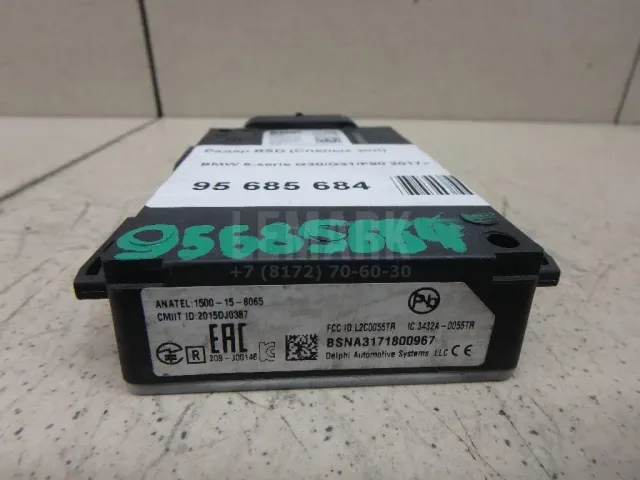 Радар BSD (Слепых зон)
BMW 5-serie G30/G31/F90 2017>
95 685 684
95685684
LEMARK
+7 (8172) 70-60-30
ANATEL:1500-15-8065
CMIIT ID:2015DJ0387
EAC
R
209-J00146
Pb
FCC ID L2C0055TR IC 3432A-0055TR
BSNA3171800967
Delphi Automotive Systems, LLC CE